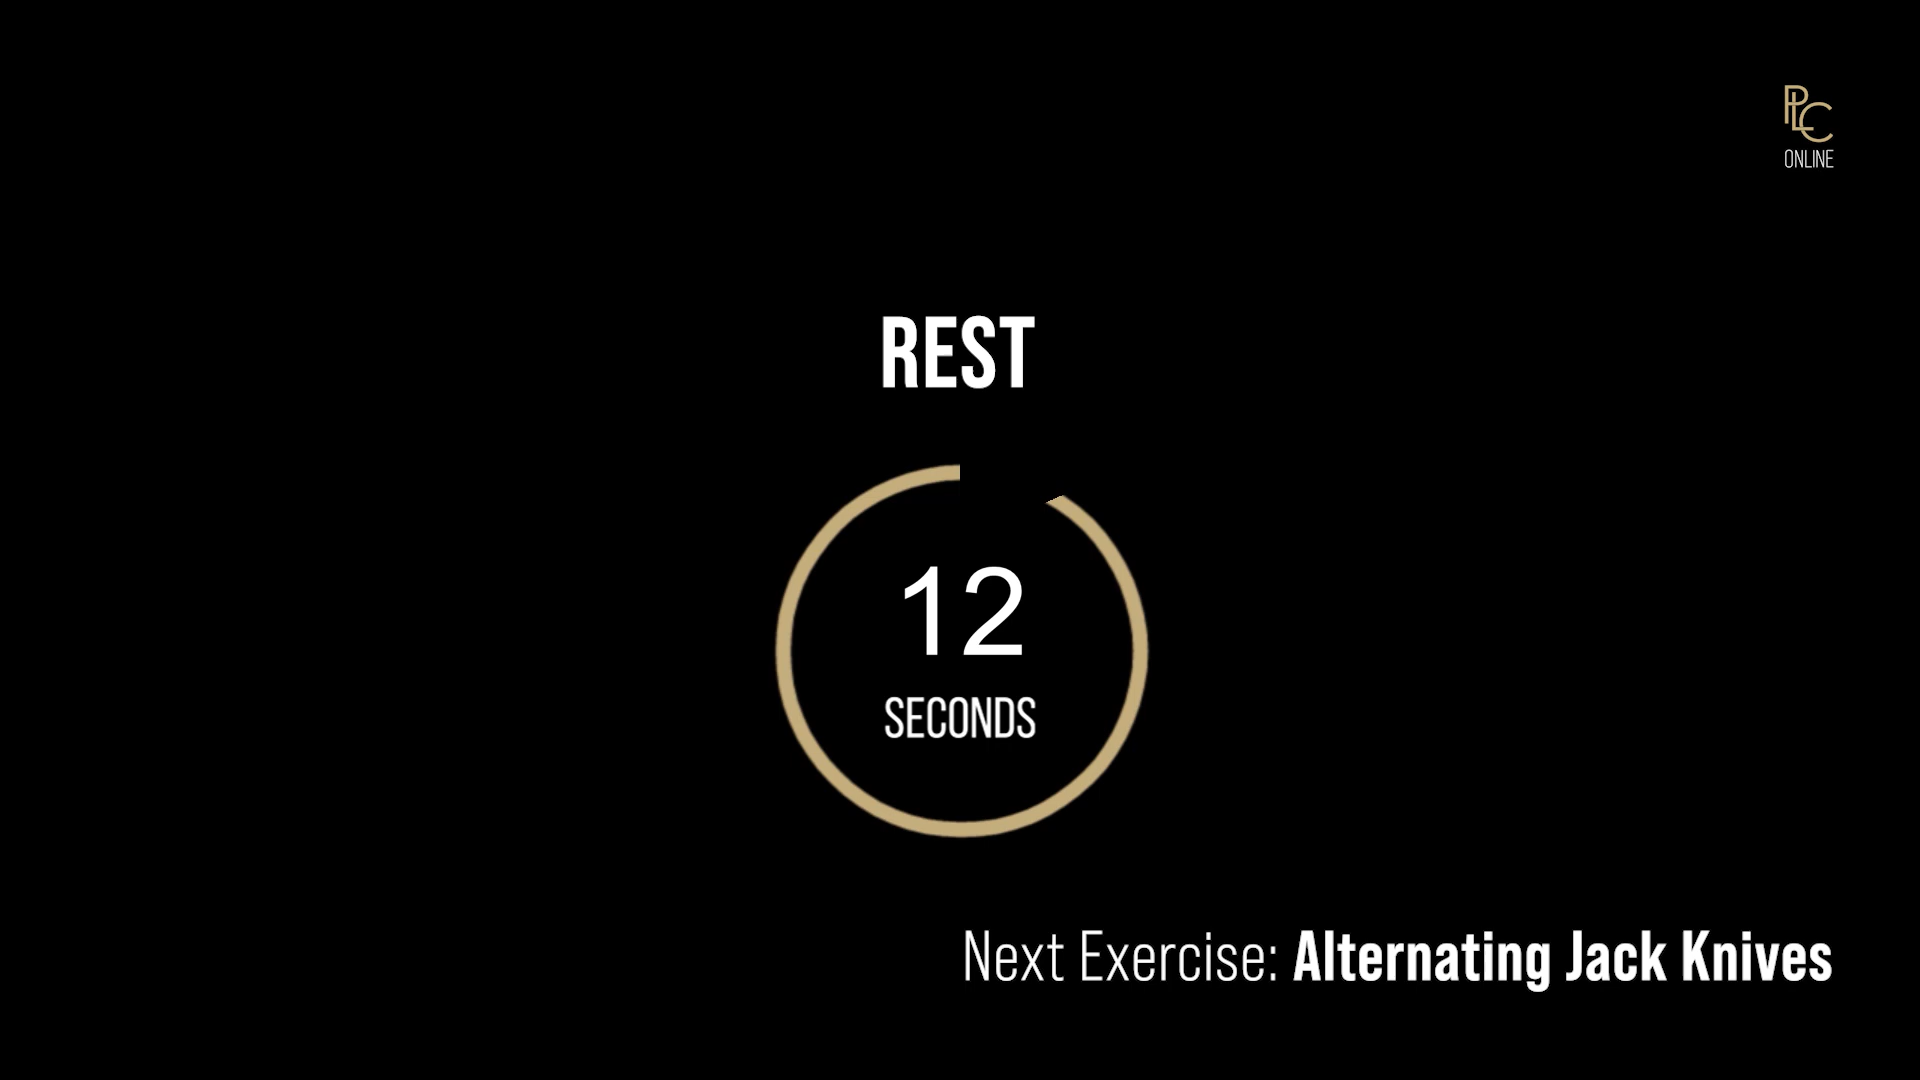 PLC
ONLINE
REST
12
SECONDS
Next Exercise: Alternating Jack Knives